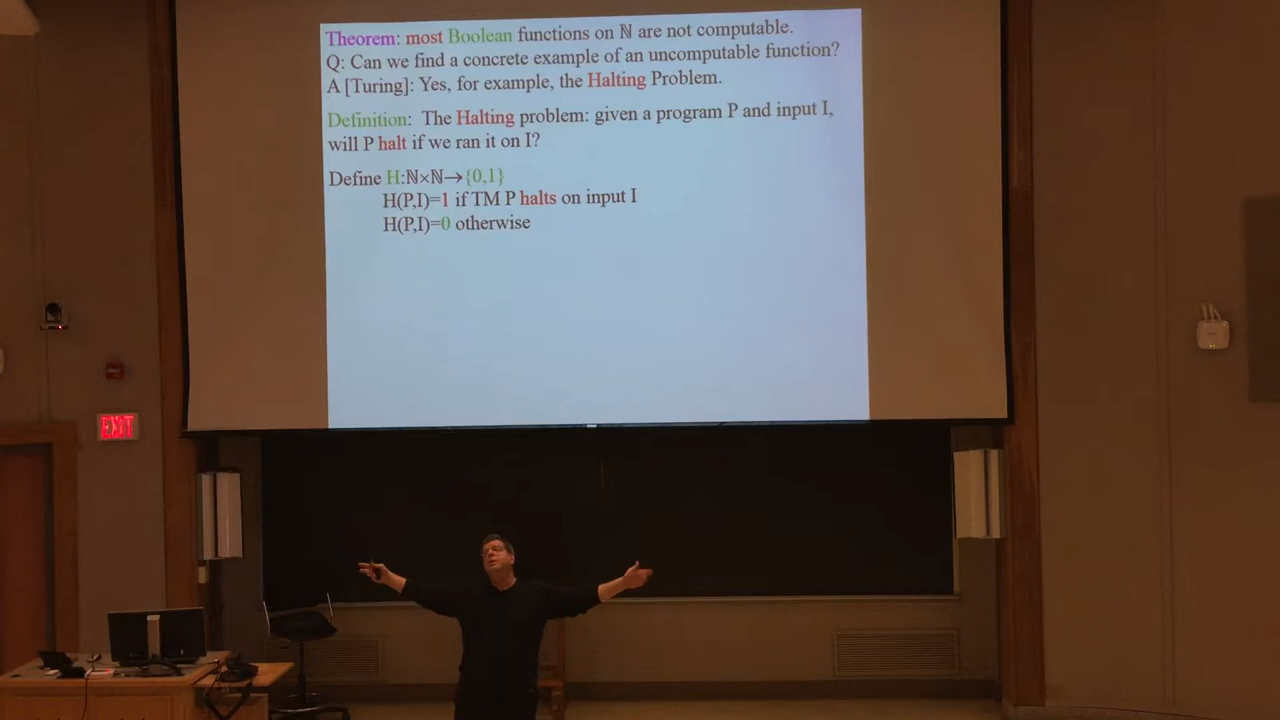 Theorem: most Boolean functions on ℕ are not computable.
Q: Can we find a concrete example of an uncomputable function?
A [Turing]: Yes, for example, the Halting Problem.
Definition: The Halting problem: given a program P and input I,
will P halt if we ran it on I?
Define H:ℕ×ℕ→{0,1}
H(P,I)=1 if TM P halts on input I
H(P,I)=0 otherwise
EXIT